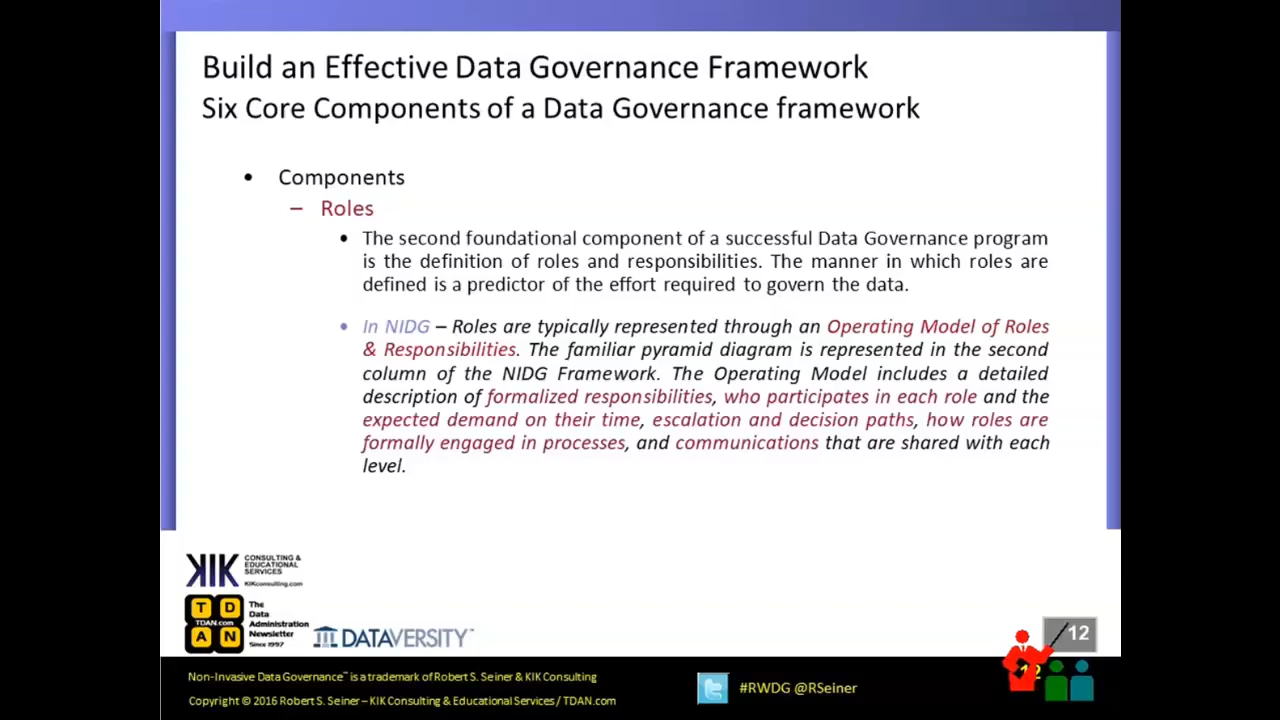 Build an Effective Data Governance Framework
Six Core Components of a Data Governance framework
• Components
– Roles
• The second foundational component of a successful Data Governance program
is the definition of roles and responsibilities. The manner in which roles are
defined is a predictor of the effort required to govern the data.
• In NIDG – Roles are typically represented through an Operating Model of Roles
& Responsibilities. The familiar pyramid diagram is represented in the second
column of the NIDG Framework. The Operating Model includes a detailed
description of formalized responsibilities, who participates in each role and the
expected demand on their time, escalation and decision paths, how roles are
formally engaged in processes, and communications that are shared with each
level.
KIK CONSULTING &
EDUCATIONAL
SERVICES
KIKconsulting.com
T D
TDAN.com
A N
The
Data
Administration
Newsletter
Since 1997
DATAVERSITY™
12
12
Non-Invasive Data Governance™ is a trademark of Robert S. Seiner & KIK Consulting
Copyright © 2016 Robert S. Seiner – KIK Consulting & Educational Services / TDAN.com
#RWDG @RSeiner